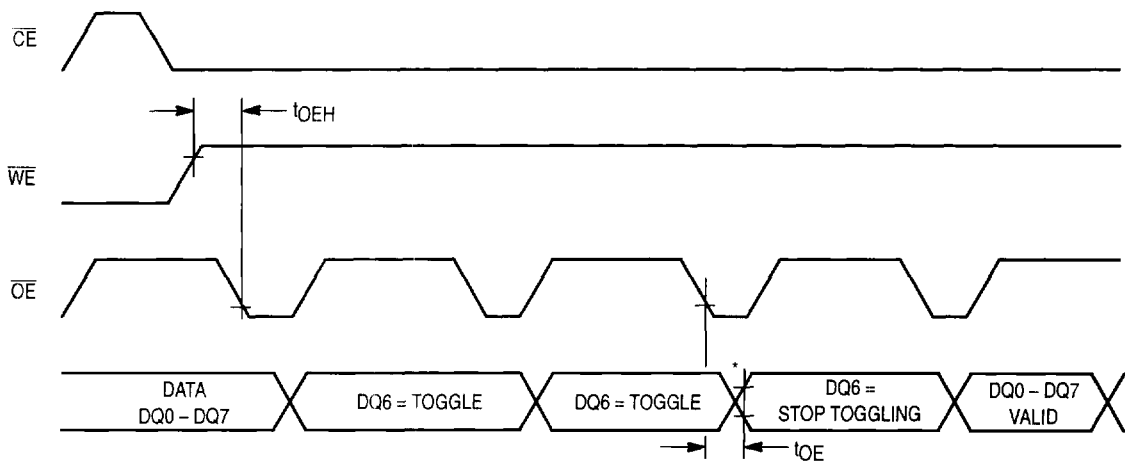 CE
tOEH
WE
OE
DATA
DQ0 – DQ7
DQ6 = TOGGLE
DQ6 = TOGGLE
*
DQ6 =
STOP TOGGLING
DQ0 – DQ7
VALID
tOE